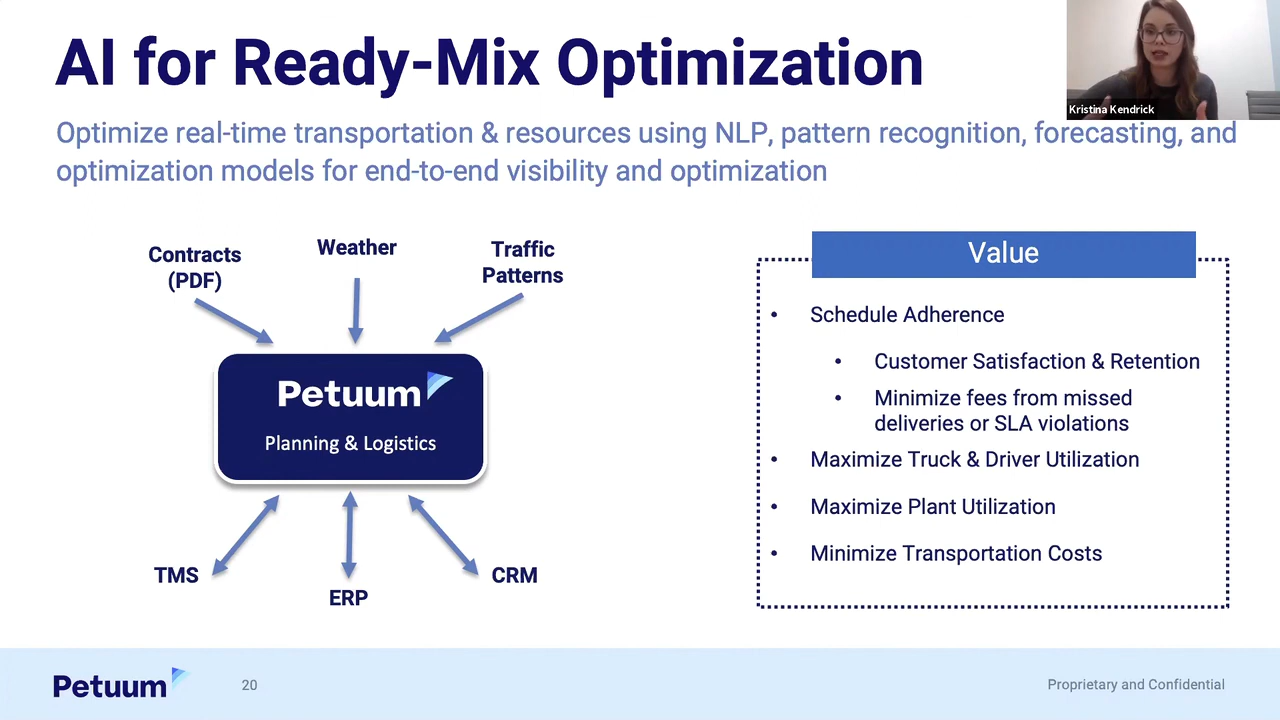 AI for Ready-Mix Optimization
Kristina Kendrick
Optimize real-time transportation & resources using NLP, pattern recognition, forecasting, and
optimization models for end-to-end visibility and optimization
Contracts
(PDF)
Weather
Traffic
Patterns
Petuum
Planning & Logistics
TMS
ERP
CRM
Value
• Schedule Adherence
• Customer Satisfaction & Retention
• Minimize fees from missed
deliveries or SLA violations
• Maximize Truck & Driver Utilization
• Maximize Plant Utilization
• Minimize Transportation Costs
Petuum
20
Proprietary and Confidential